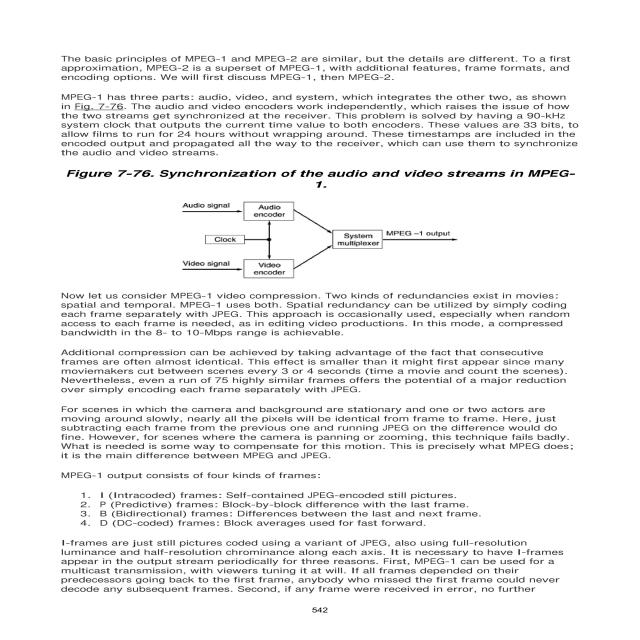 The basic principles of MPEG-1 and MPEG-2 are similar, but the details are different. To a first
approximation, MPEG-2 is a superset of MPEG-1, with additional features, frame formats, and
encoding options. We will first discuss MPEG-1, then MPEG-2.
MPEG-1 has three parts: audio, video, and system, which integrates the other two, as shown
in Fig. 7-76. The audio and video encoders work independently, which raises the issue of how
the two streams get synchronized at the receiver. This problem is solved by having a 90-kHz
system clock that outputs the current time value to both encoders. These values are 33 bits, to
allow films to run for 24 hours without wrapping around. These timestamps are included in the
encoded output and propagated all the way to the receiver, which can use them to synchronize
the audio and video streams.
Figure 7-76. Synchronization of the audio and video streams in MPEG-
1.
Audio signal
Audio
encoder
Clock
System
multiplexer
MPEG –1 output
Video signal
Video
encoder
Now let us consider MPEG-1 video compression. Two kinds of redundancies exist in movies:
spatial and temporal. MPEG-1 uses both. Spatial redundancy can be utilized by simply coding
each frame separately with JPEG. This approach is occasionally used, especially when random
access to each frame is needed, as in editing video productions. In this mode, a compressed
bandwidth in the 8- to 10-Mbps range is achievable.
Additional compression can be achieved by taking advantage of the fact that consecutive
frames are often almost identical. This effect is smaller than it might first appear since many
moviemakers cut between scenes every 3 or 4 seconds (time a movie and count the scenes).
Nevertheless, even a run of 75 highly similar frames offers the potential of a major reduction
over simply encoding each frame separately with JPEG.
For scenes in which the camera and background are stationary and one or two actors are
moving around slowly, nearly all the pixels will be identical from frame to frame. Here, just
subtracting each frame from the previous one and running JPEG on the difference would do
fine. However, for scenes where the camera is panning or zooming, this technique fails badly.
What is needed is some way to compensate for this motion. This is precisely what MPEG does;
it is the main difference between MPEG and JPEG.
MPEG-1 output consists of four kinds of frames:
1. I (Intracoded) frames: Self-contained JPEG-encoded still pictures.
2. P (Predictive) frames: Block-by-block difference with the last frame.
3. B (Bidirectional) frames: Differences between the last and next frame.
4. D (DC-coded) frames: Block averages used for fast forward.
I-frames are just still pictures coded using a variant of JPEG, also using full-resolution
luminance and half-resolution chrominance along each axis. It is necessary to have I-frames
appear in the output stream periodically for three reasons. First, MPEG-1 can be used for a
multicast transmission, with viewers tuning it at will. If all frames depended on their
predecessors going back to the first frame, anybody who missed the first frame could never
decode any subsequent frames. Second, if any frame were received in error, no further
542